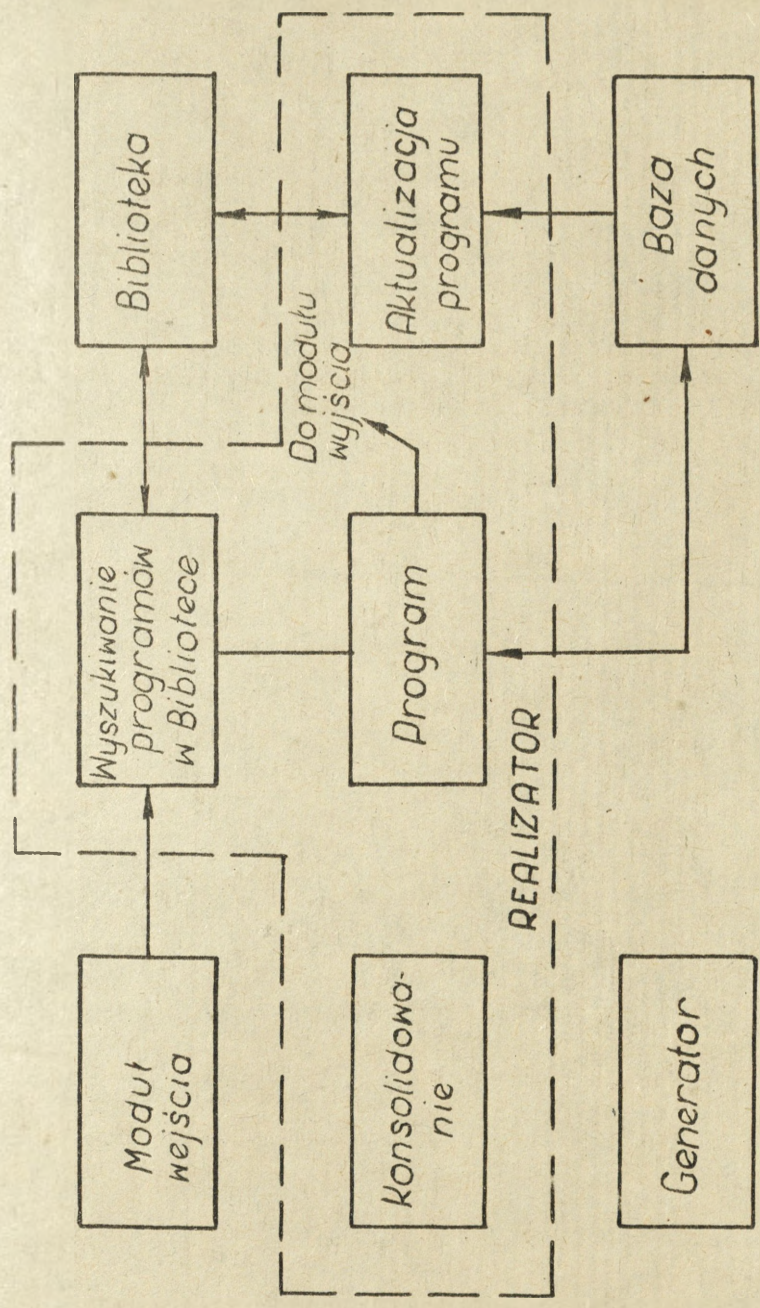 Moduł
wejścia
Wyszukiwanie
programów
w Bibliotece
Biblioteka
Konsolidowa-
nie
Program
Do modułu
wyjścia
Aktualizacja
programu
REALIZATOR
Generator
Baza
danych